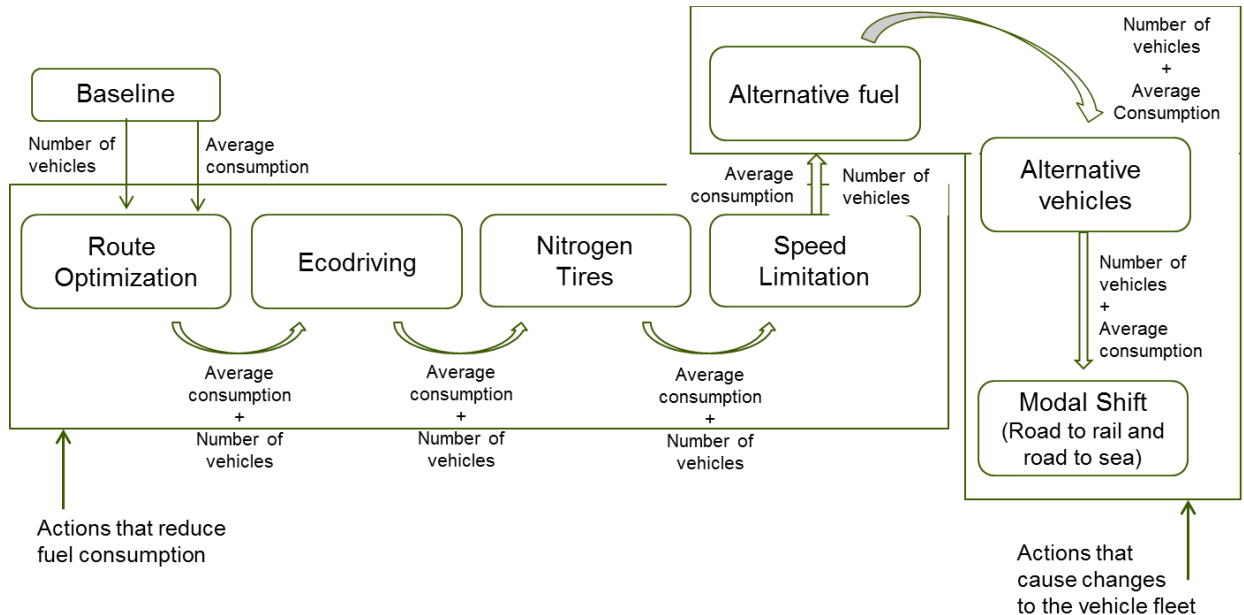 Baseline
Number of
vehicles
Average
consumption
Route
Optimization
Ecodriving
Nitrogen
Tires
Speed
Limitation
Average
consumption
+
Number of
vehicles
Average
consumption
+
Number of
vehicles
Average
consumption
+
Number of
vehicles
Actions that reduce
fuel consumption
Average
consumption
Number of
vehicles
Alternative fuel
Number of
vehicles
+
Average
Consumption
Alternative
vehicles
Number of
vehicles
+
Average
consumption
Modal Shift
(Road to rail and
road to sea)
Actions that
cause changes
to the vehicle fleet